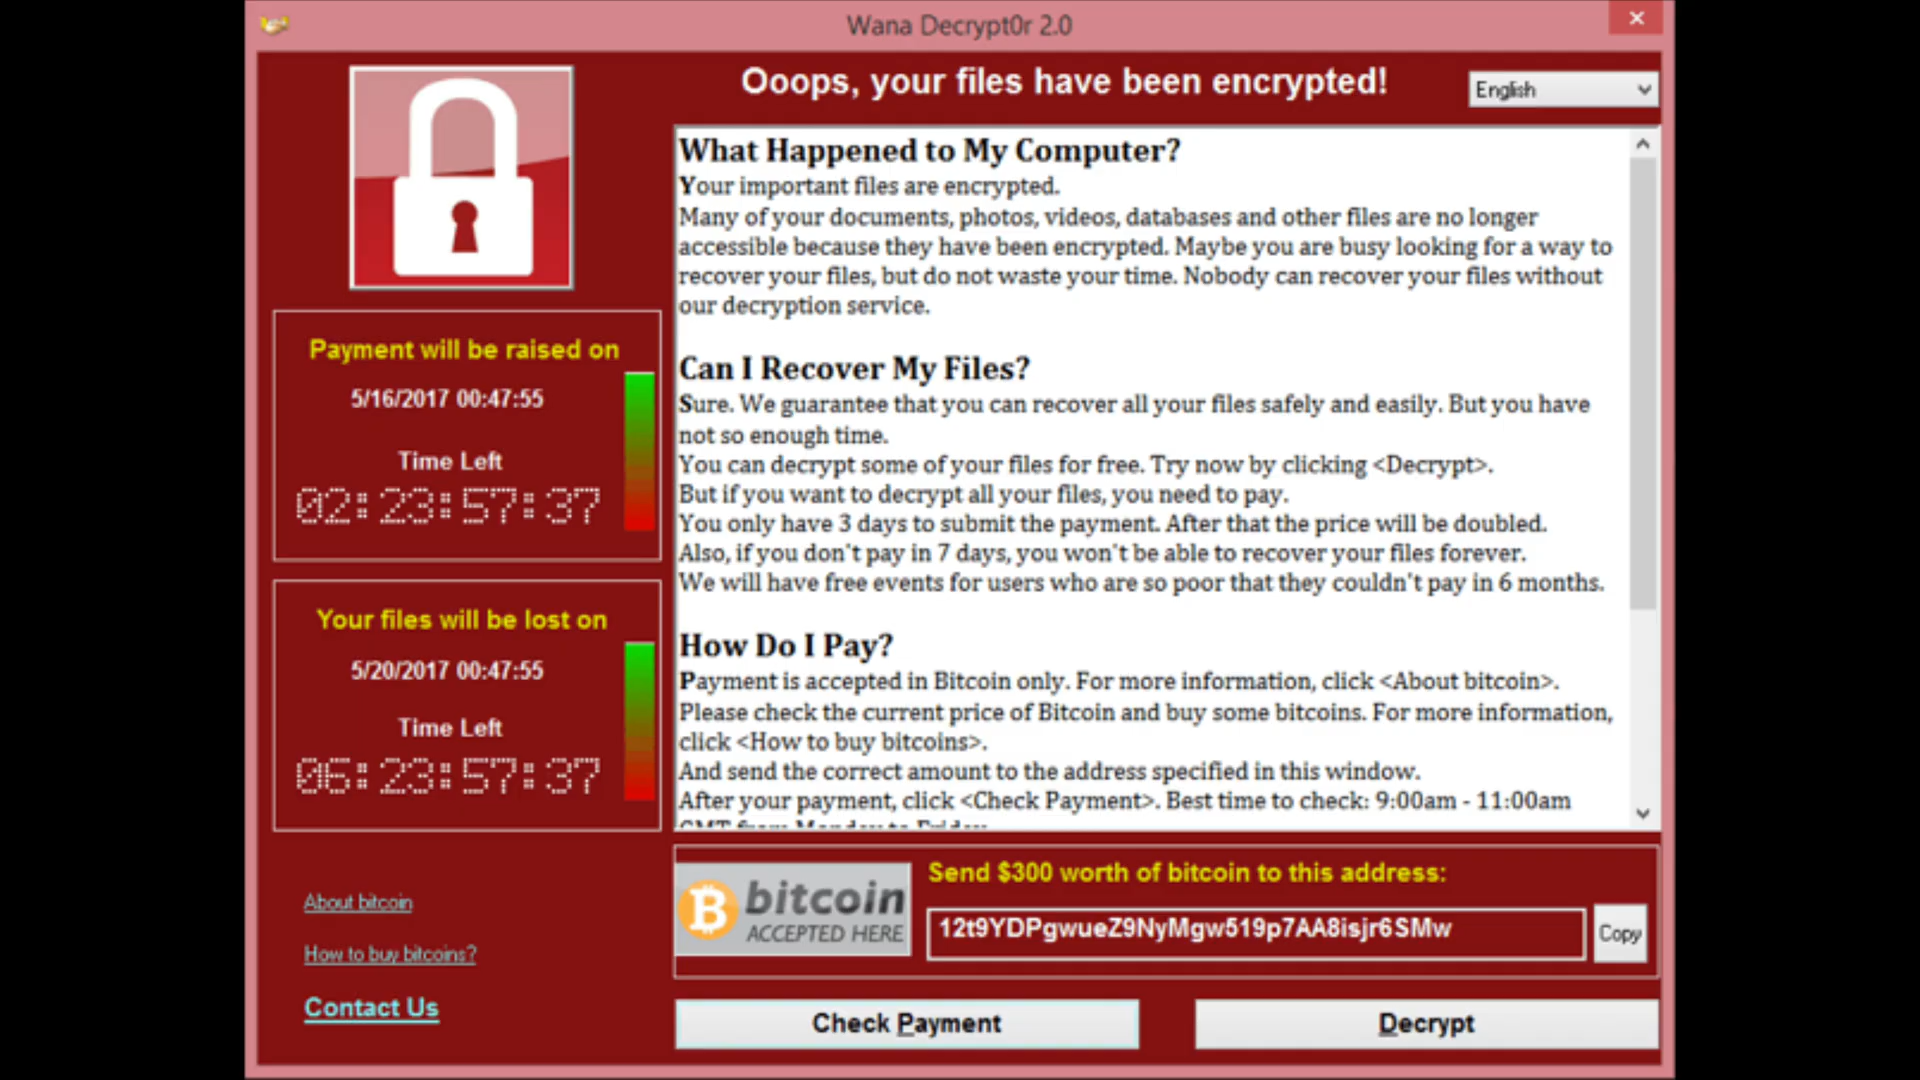 Wana Decrypt0r 2.0
Ooops, your files have been encrypted!
English
Payment will be raised on
5/16/2017 00:47:55
Time Left
02:23:57:37
Your files will be lost on
5/20/2017 00:47:55
Time Left
06:23:57:37
About bitcoin
How to buy bitcoins?
Contact Us
What Happened to My Computer?
Your important files are encrypted.
Many of your documents, photos, videos, databases and other files are no longer
accessible because they have been encrypted. Maybe you are busy looking for a way to
recover your files, but do not waste your time. Nobody can recover your files without
our decryption service.
Can I Recover My Files?
Sure. We guarantee that you can recover all your files safely and easily. But you have
not so enough time.
You can decrypt some of your files for free. Try now by clicking <Decrypt>.
But if you want to decrypt all your files, you need to pay.
You only have 3 days to submit the payment. After that the price will be doubled.
Also, if you don't pay in 7 days, you won't be able to recover your files forever.
We will have free events for users who are so poor that they couldn't pay in 6 months.
How Do I Pay?
Payment is accepted in Bitcoin only. For more information, click <About bitcoin>.
Please check the current price of Bitcoin and buy some bitcoins. For more information,
click <How to buy bitcoins>.
And send the correct amount to the address specified in this window.
After your payment, click <Check Payment>. Best time to check: 9:00am - 11:00am
GMT from Monday to Friday.
bitcoin
ACCEPTED HERE
Send $300 worth of bitcoin to this address:
12t9YDPgwueZ9NyMgw519p7AA8isjr6SMw
Copy
Check Payment
Decrypt